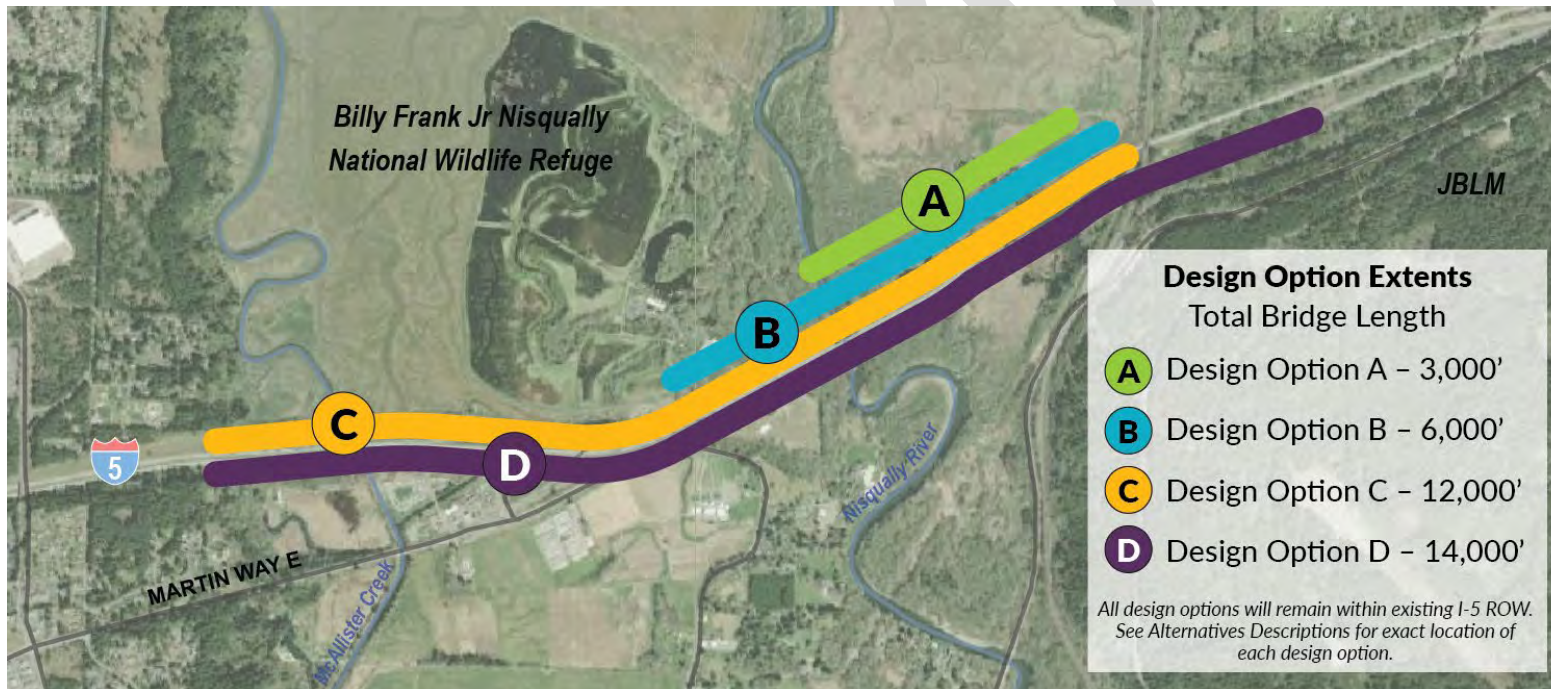 Billy Frank Jr Nisqually
National Wildlife Refuge
A
JBLM
B
C
D
5
MARTIN WAY E
McAllister Creek
Nisqually River
Design Option Extents
Total Bridge Length
A Design Option A – 3,000’
B Design Option B – 6,000’
C Design Option C – 12,000’
D Design Option D – 14,000’
All design options will remain within existing I-5 ROW.
See Alternatives Descriptions for exact location of
each design option.